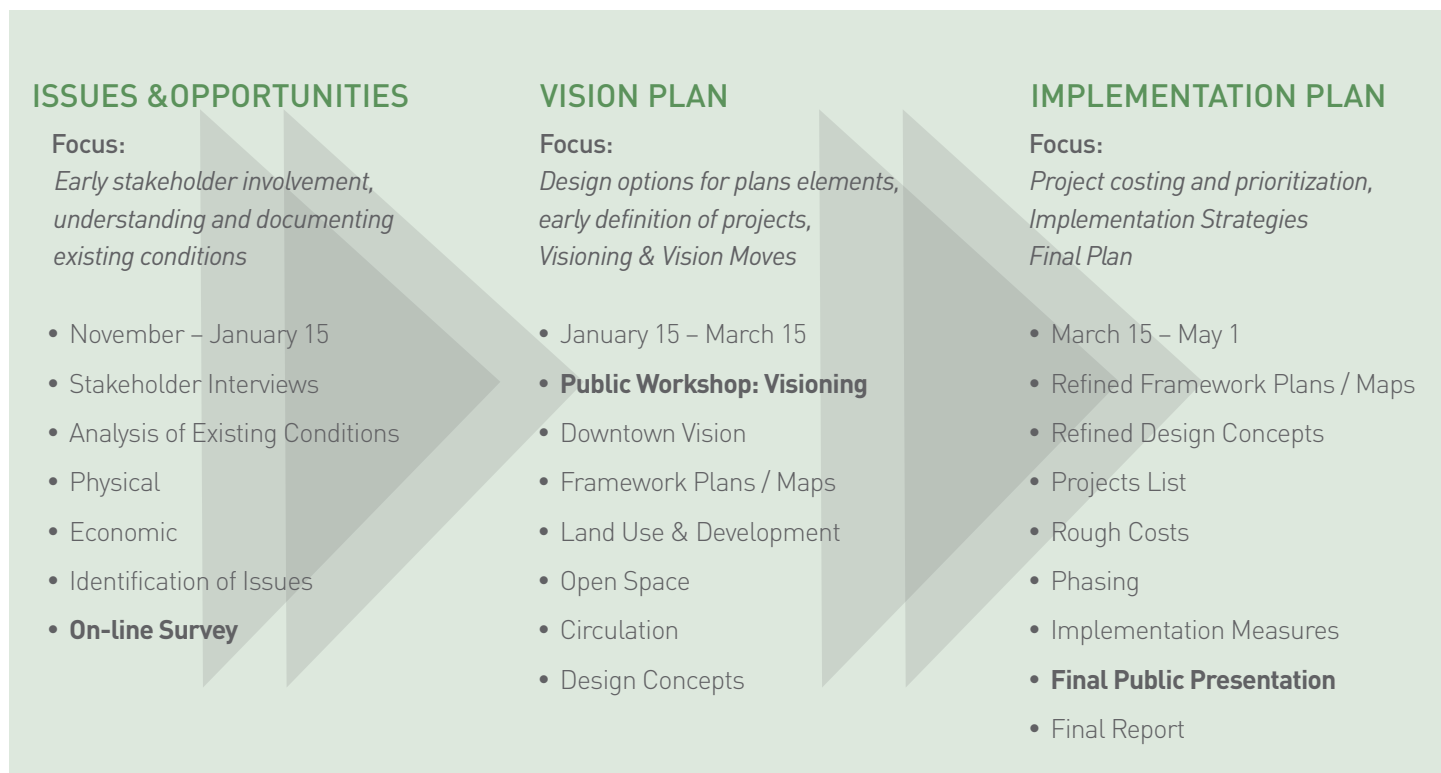 ISSUES &OPPORTUNITIES
Focus:
Early stakeholder involvement,
understanding and documenting
existing conditions
• November – January 15
• Stakeholder Interviews
• Analysis of Existing Conditions
• Physical
• Economic
• Identification of Issues
• On-line Survey
VISION PLAN
Focus:
Design options for plans elements,
early definition of projects,
Visioning & Vision Moves
• January 15 – March 15
• Public Workshop: Visioning
• Downtown Vision
• Framework Plans / Maps
• Land Use & Development
• Open Space
• Circulation
• Design Concepts
IMPLEMENTATION PLAN
Focus:
Project costing and prioritization,
Implementation Strategies
Final Plan
• March 15 – May 1
• Refined Framework Plans / Maps
• Refined Design Concepts
• Projects List
• Rough Costs
• Phasing
• Implementation Measures
• Final Public Presentation
• Final Report